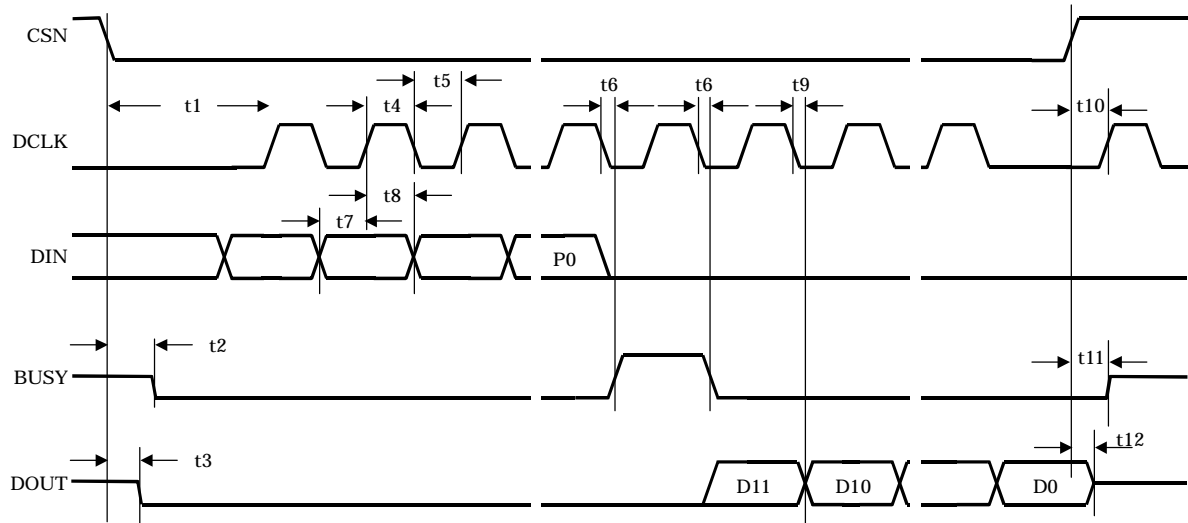 CSN
t5 t6 t6 t9
t1 t4 t10
DCLK
t8
t7
DIN P0
t2 t11
BUSY
t3 t12
DOUT D11 D10 D0